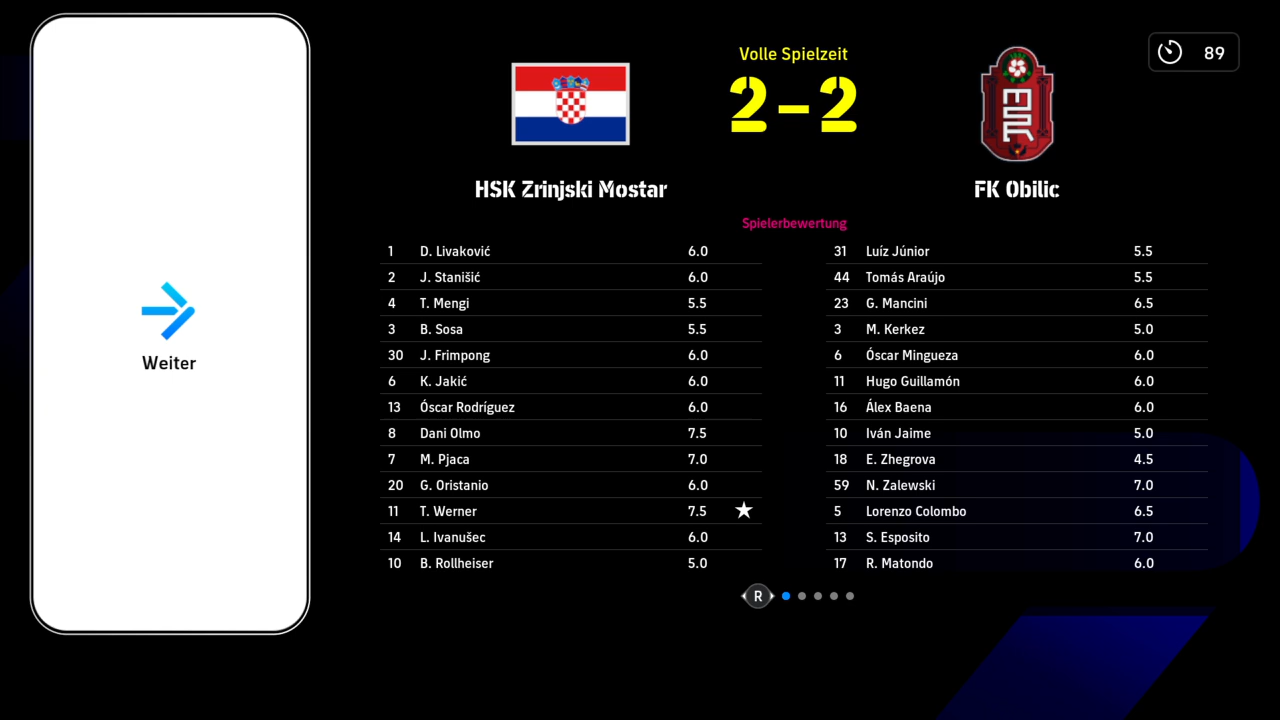 Volle Spielzeit
2-2
89
HSK Zrinjski Mostar
FK Obilic
Spielerbewertung
1 D. Livaković 6.0
31 Luíz Júnior 5.5
2 J. Stanišić 6.0
44 Tomás Araújo 5.5
4 T. Mengi 5.5
23 G. Mancini 6.5
3 B. Sosa 5.5
3 M. Kerkez 5.0
30 J. Frimpong 6.0
6 Óscar Mingueza 6.0
6 K. Jakić 6.0
11 Hugo Guillamón 6.0
13 Óscar Rodríguez 6.0
16 Álex Baena 6.0
8 Dani Olmo 7.5
10 Iván Jaime 5.0
7 M. Pjaca 7.0
18 E. Zhegrova 4.5
20 G. Oristanio 6.0
59 N. Zalewski 7.0
11 T. Werner 7.5
5 Lorenzo Colombo 6.5
14 L. Ivanušec 6.0
13 S. Esposito 7.0
10 B. Rollheiser 5.0
17 R. Matondo 6.0
R
Weiter